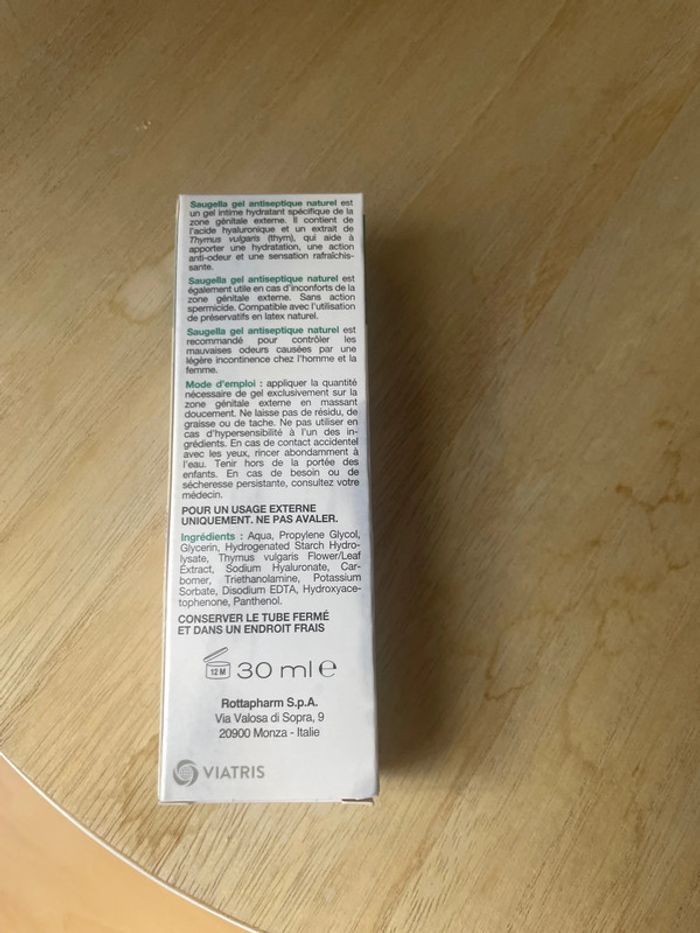 Saugella gel antiseptique naturel est
un gel intime hydratant spécifique de la
zone génitale externe. Il contient de
l'acide hyaluronique et un extrait de
Thymus vulgaris (thym), qui aide à
apporter une hydratation, une action
anti-odeur et une sensation rafraîchis-
sante.
Saugella gel antiseptique naturel est
également utile en cas d'inconforts de la
zone génitale externe. Sans action
spermicide. Compatible avec l'utilisation
de préservatifs en latex naturel.
Saugella gel antiseptique naturel est
recommandé pour contrôler les
mauvaises odeurs causées par une
légère incontinence chez l'homme et la
femme.
Mode d'emploi : appliquer la quantité
nécessaire de gel exclusivement sur la
zone génitale externe en massant
doucement. Ne laisse pas de résidu, de
graisse ou de tache. Ne pas utiliser en
cas d'hypersensibilité à l'un des in-
grédients. En cas de contact accidentel
avec les yeux, rincer abondamment à
l'eau. Tenir hors de la portée des
enfants. En cas de besoin ou de
sécheresse persistante, consultez votre
médecin.
POUR UN USAGE EXTERNE
UNIQUEMENT. NE PAS AVALER.
Ingrédients : Aqua, Propylene Glycol,
Glycerin, Hydrogenated Starch Hydro-
lysate, Thymus vulgaris Flower/Leaf
Extract, Sodium Hyaluronate, Car-
bomer, Triethanolamine, Potassium
Sorbate, Disodium EDTA, Hydroxyace-
tophenone, Panthenol.
CONSERVER LE TUBE FERMÉ
ET DANS UN ENDROIT FRAIS
12 M 30 ml e
Rottapharm S.p.A.
Via Valosa di Sopra, 9
20900 Monza - Italie
VIATRIS